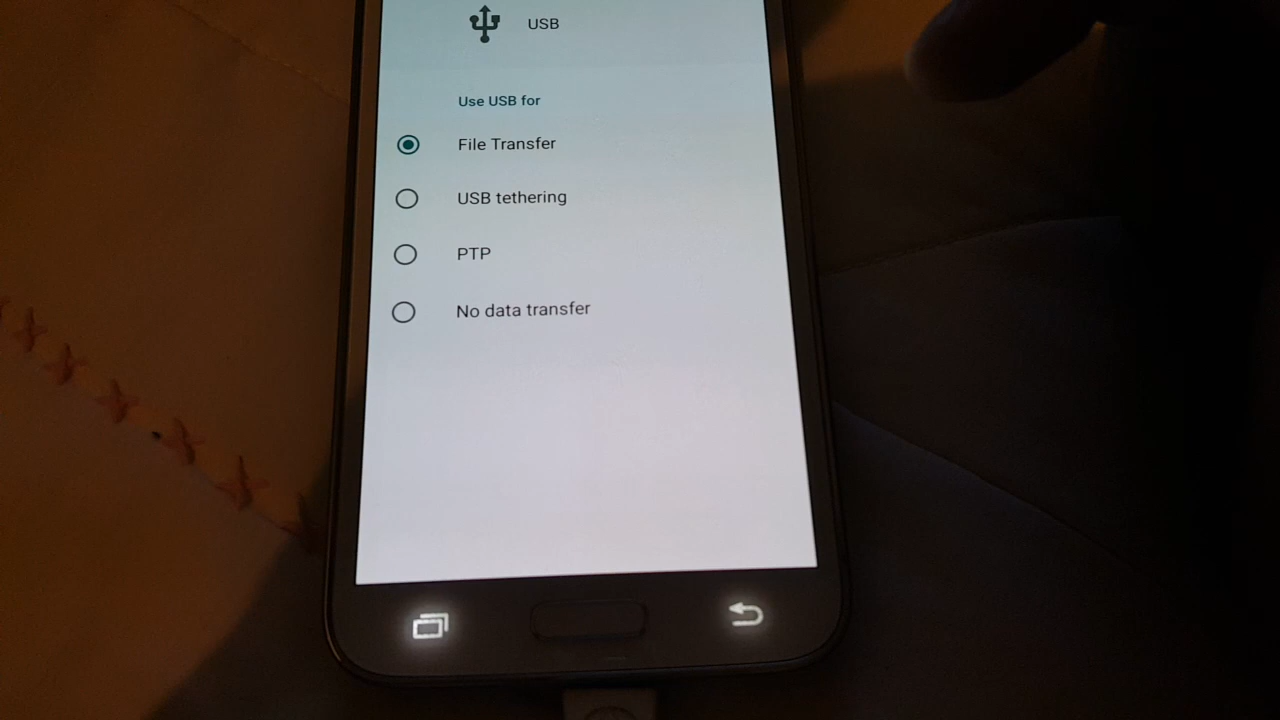 USB
Use USB for
File Transfer
USB tethering
PTP
No data transfer